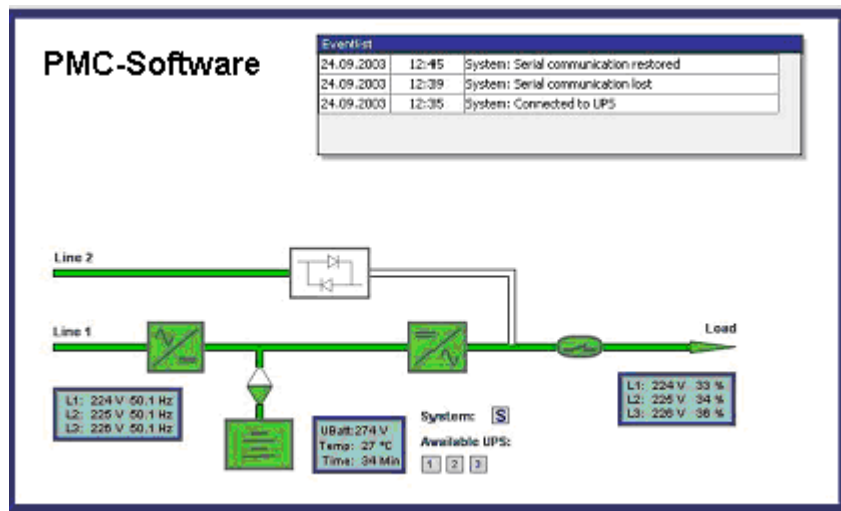 PMC-Software
Eventlist
24.09.2003 12:45 System: Serial communication restored
24.09.2003 12:39 System: Serial communication lost
24.09.2003 12:35 System: Connected to UPS
Line 2
Line 1
Load
L1: 224 V 50.1 Hz
L2: 225 V 50.1 Hz
L3: 226 V 50.1 Hz
UBatt:274 V
Temp: 27 °C
Time: 34 Min
System: S
Available UPS:
1 2 3
L1: 224 V 33 %
L2: 225 V 34 %
L3: 226 V 36 %